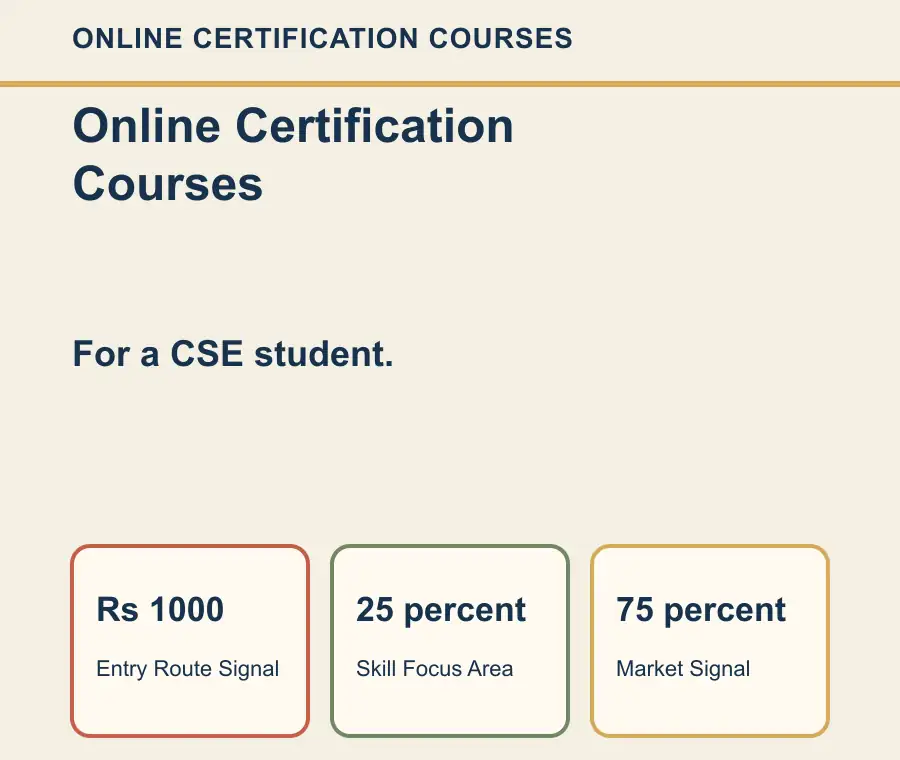 ONLINE CERTIFICATION COURSES
Online Certification
Courses
For a CSE student.
Rs 1000
Entry Route Signal
25 percent
Skill Focus Area
75 percent
Market Signal